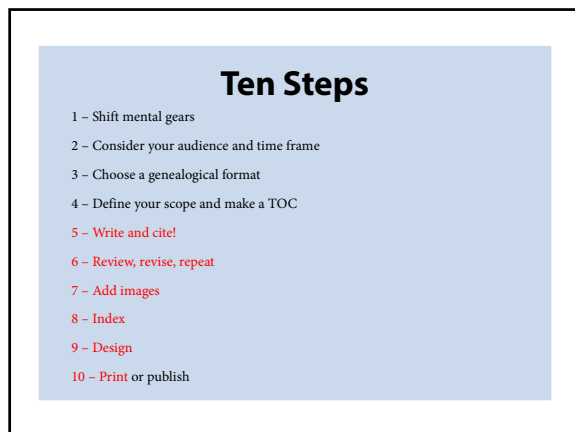 Ten Steps
1 – Shift mental gears
2 – Consider your audience and time frame
3 – Choose a genealogical format
4 – Define your scope and make a TOC
5 – Write and cite!
6 – Review, revise, repeat
7 – Add images
8 – Index
9 – Design
10 – Print or publish